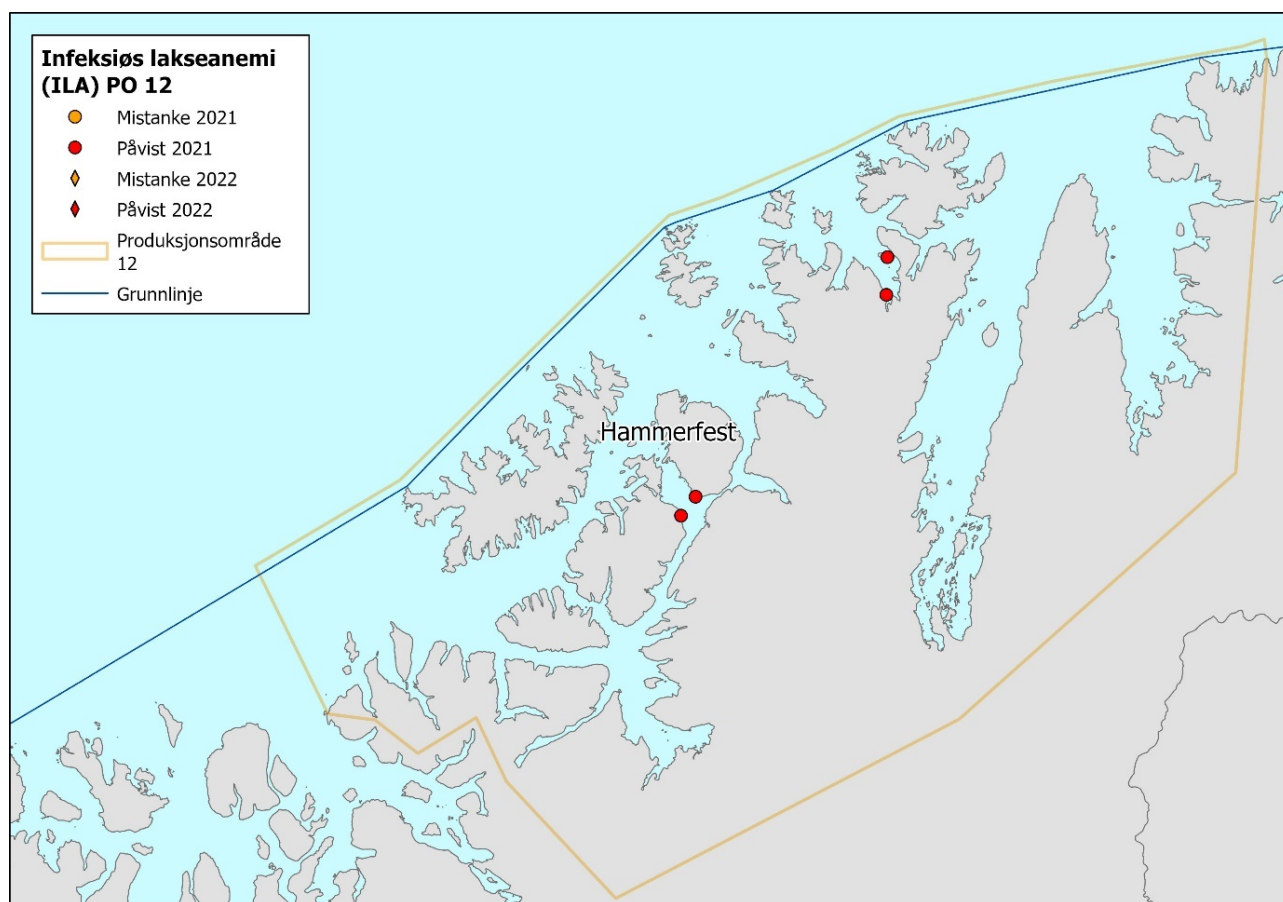 Infeksiøs lakseanemi
(ILA) PO 12
Mistanke 2021
Påvist 2021
Mistanke 2022
Påvist 2022
Produksjonsområde
12
Grunnlinje
Hammerfest